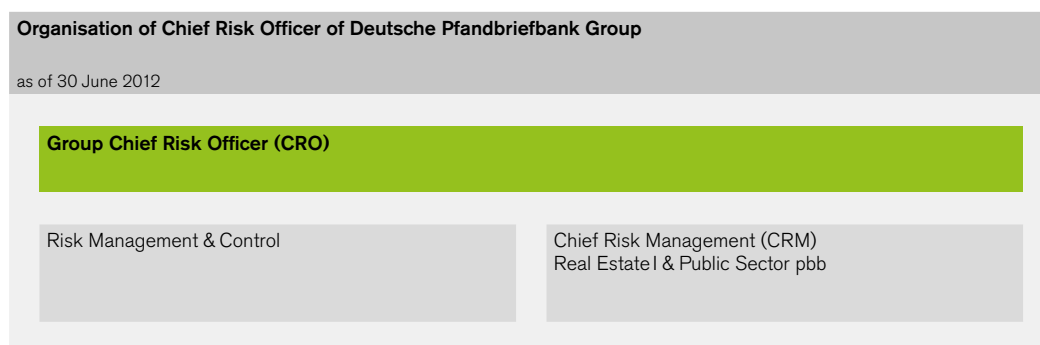 Organisation of Chief Risk Officer of Deutsche Pfandbriefbank Group
as of 30 June 2012
Group Chief Risk Officer (CRO)
Risk Management & Control
Chief Risk Management (CRM)
Real Estate I & Public Sector pbb